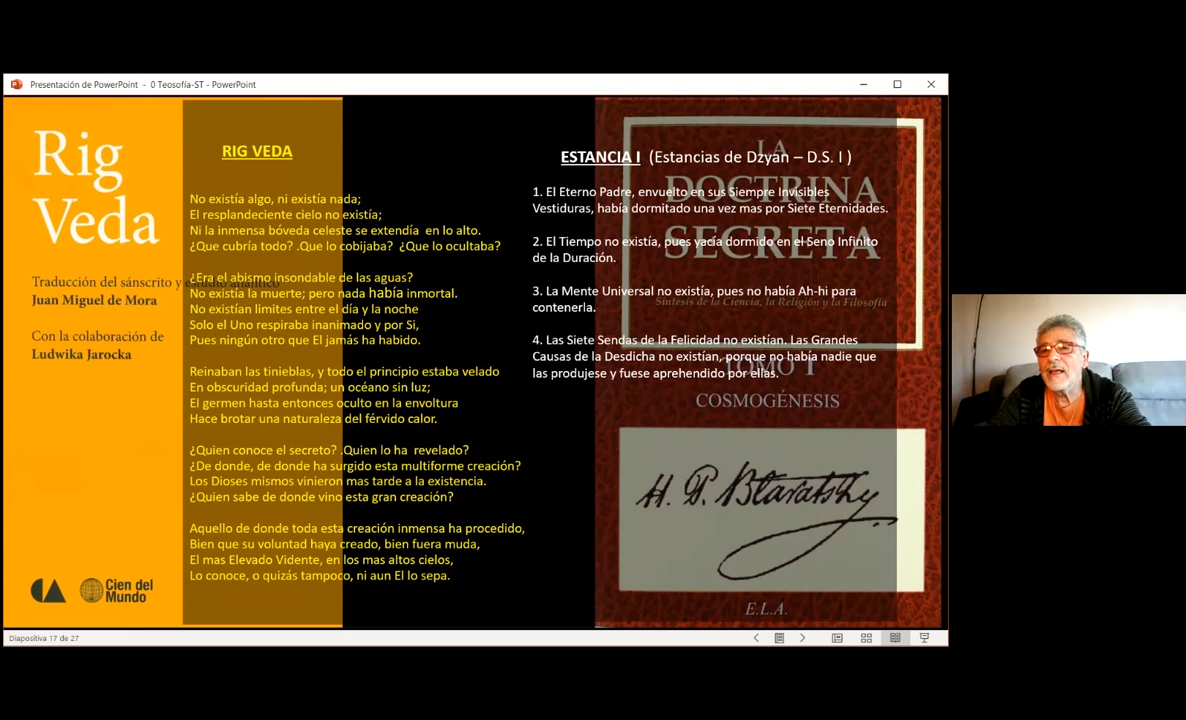 Presentación de PowerPoint - 0 Teosofía-ST - PowerPoint
Rig
Veda
Traducción del sánscrito y estudio analítico
Juan Miguel de Mora
Con la colaboración de
Ludwika Jarocka
Cien del
Mundo
RIG VEDA
No existía algo, ni existía nada;
El resplandeciente cielo no existía;
Ni la inmensa bóveda celeste se extendía en lo alto.
¿Que cubría todo? .Que lo cobijaba? ¿Que lo ocultaba?
¿Era el abismo insondable de las aguas?
No existía la muerte; pero nada había inmortal.
No existían limites entre el día y la noche
Solo el Uno respiraba inanimado y por Si,
Pues ningún otro que El jamás ha habido.
Reinaban las tinieblas, y todo el principio estaba velado
En obscuridad profunda; un océano sin luz;
El germen hasta entonces oculto en la envoltura
Hace brotar una naturaleza del férvido calor.
¿Quien conoce el secreto? .Quien lo ha revelado?
¿De donde, de donde ha surgido esta multiforme creación?
Los Dioses mismos vinieron mas tarde a la existencia.
¿Quien sabe de donde vino esta gran creación?
Aquello de donde toda esta creación inmensa ha procedido,
Bien que su voluntad haya creado, bien fuera muda,
El mas Elevado Vidente, en los mas altos cielos,
Lo conoce, o quizás tampoco, ni aun El lo sepa.
ESTANCIA I (Estancias de Dzyan – D.S. I )
1. El Eterno Padre, envuelto en sus Siempre Invisibles
Vestiduras, había dormitado una vez mas por Siete Eternidades.
2. El Tiempo no existía, pues yacía dormido en el Seno Infinito
de la Duración.
3. La Mente Universal no existía, pues no había Ah-hi para
contenerla.
4. Las Siete Sendas de la Felicidad no existían. Las Grandes
Causas de la Desdicha no existían, porque no había nadie que
las produjese y fuese aprehendido por ellas.
LA
DOCTRINA
SECRETA
Síntesis de la Ciencia, la Religión y la Filosofía
TOMO I
COSMOGÉNESIS
H. P. Blavatsky
E.L.A.
Diapositiva 17 de 27